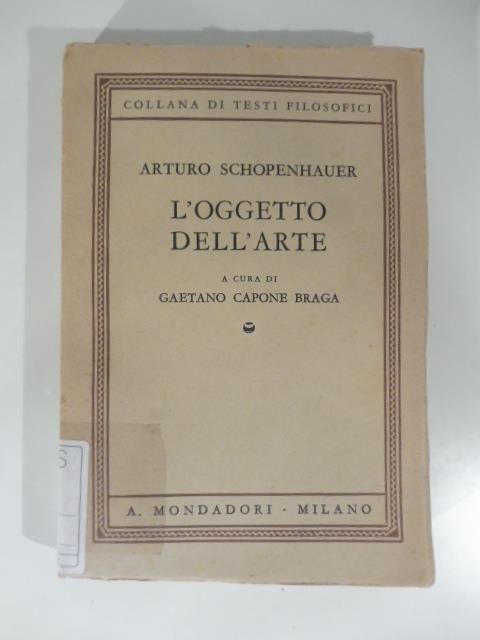 COLLANA DI TESTI FILOSOFICI
ARTURO SCHOPENHAUER
L'OGGETTO
DELL'ARTE
A CURA DI
GAETANO CAPONE BRAGA
A. MONDADORI · MILANO
S